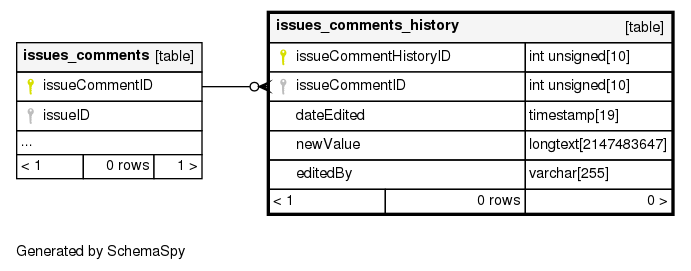 issues_comments [table]
issueCommentID
issueID
...
< 1 0 rows 1 >
issues_comments_history [table]
issueCommentHistoryID int unsigned[10]
issueCommentID int unsigned[10]
dateEdited timestamp[19]
newValue longtext[2147483647]
editedBy varchar[255]
< 1 0 rows 0 >
Generated by SchemaSpy